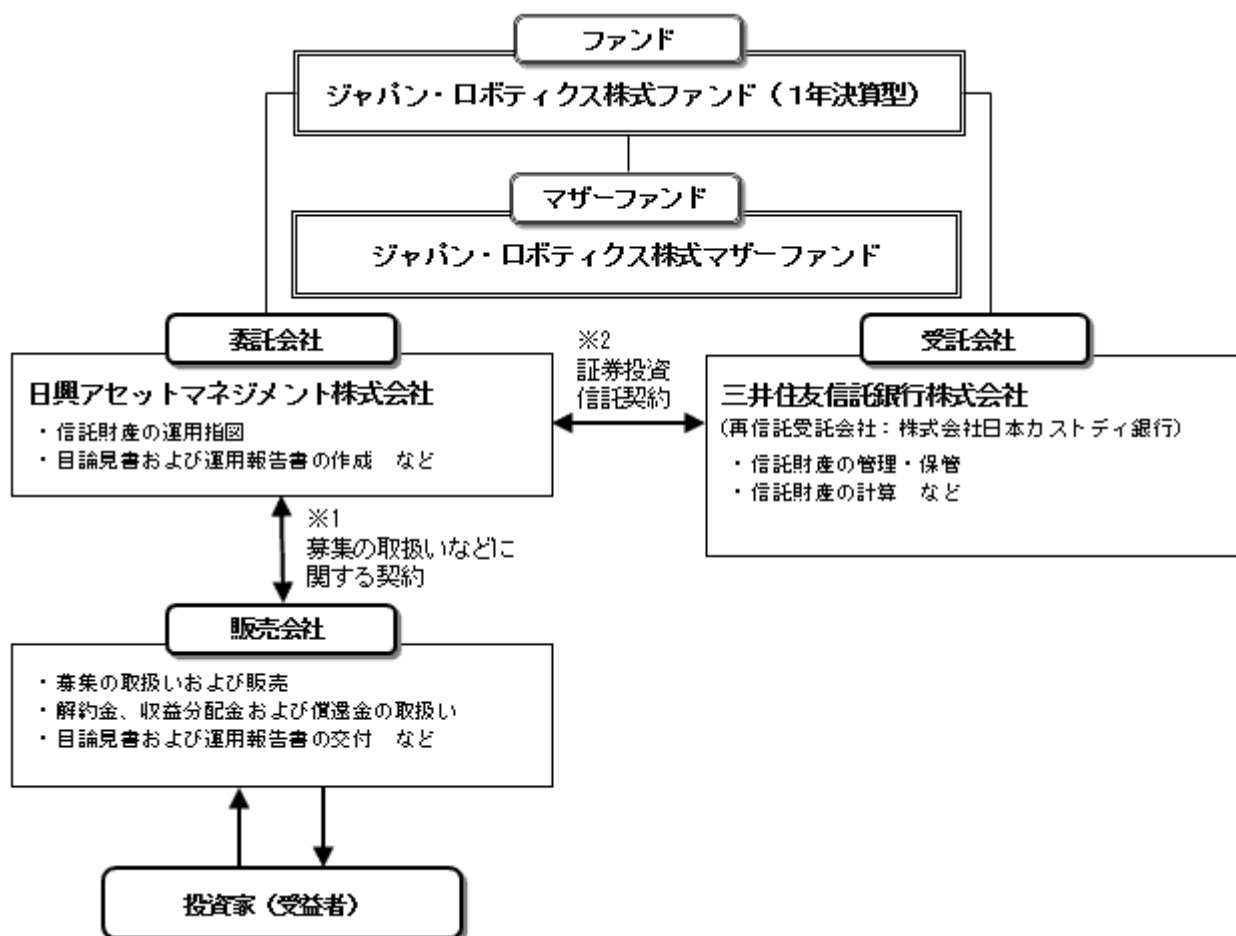 ファンド
ジャパン・ロボティクス株式ファンド（1年決算型）
マザーファンド
ジャパン・ロボティクス株式マザーファンド
委託会社
日興アセットマネジメント株式会社
・信託財産の運用指図
・目論見書および運用報告書の作成　など
※2
証券投資
信託契約
受託会社
三井住友信託銀行株式会社
(再信託受託会社：株式会社日本カストディ銀行)
・信託財産の管理・保管
・信託財産の計算　など
※1
募集の取扱いなどに
関する契約
販売会社
・募集の取扱いおよび販売
・解約金、収益分配金および償還金の取扱い
・目論見書および運用報告書の交付　など
投資家（受益者）